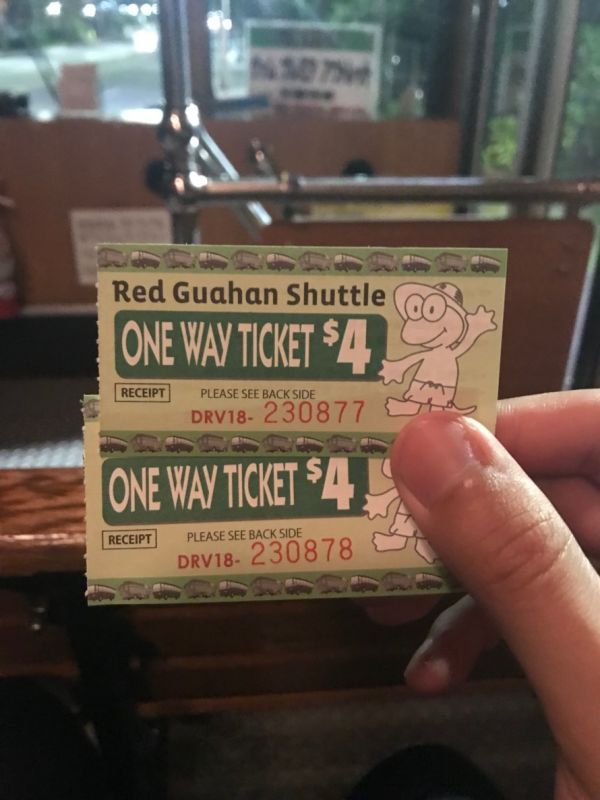 Red Guahan Shuttle
ONE WAY TICKET $4
RECEIPT
PLEASE SEE BACK SIDE
DRV18- 230877
ONE WAY TICKET $4
RECEIPT
PLEASE SEE BACK SIDE
DRV18- 230878